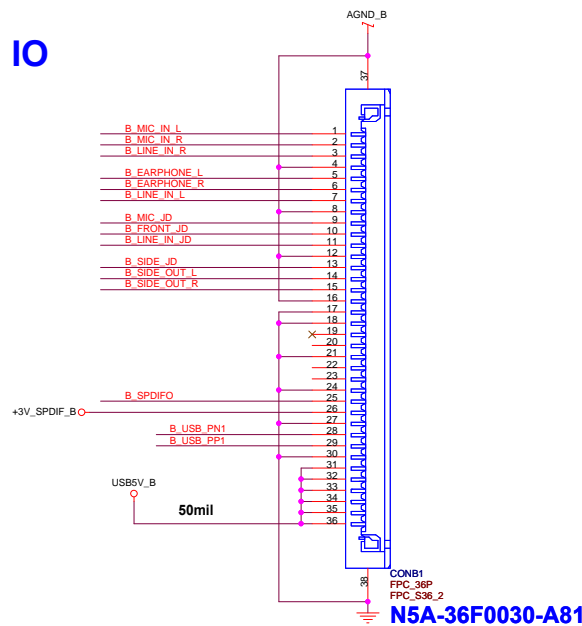 AGND_B
IO
37
B_MIC_IN_L 1
B_MIC_IN_R 2
B_LINE_IN_R 3
4
B_EARPHONE_L 5
B_EARPHONE_R 6
B_LINE_IN_L 7
8
B_MIC_JD 9
B_FRONT_JD 10
B_LINE_IN_JD 11
12
B_SIDE_JD 13
B_SIDE_OUT_L 14
B_SIDE_OUT_R 15
16
17
18
19
20
21
22
23
24
B_SPDIFO 25
+3V_SPDIF_B 26
27
B_USB_PN1 28
B_USB_PP1 29
30
31
32
USB5V_B
33
34
50mil 35
36
38
CONB1
FPC_36P
FPC_S36_2
N5A-36F0030-A81